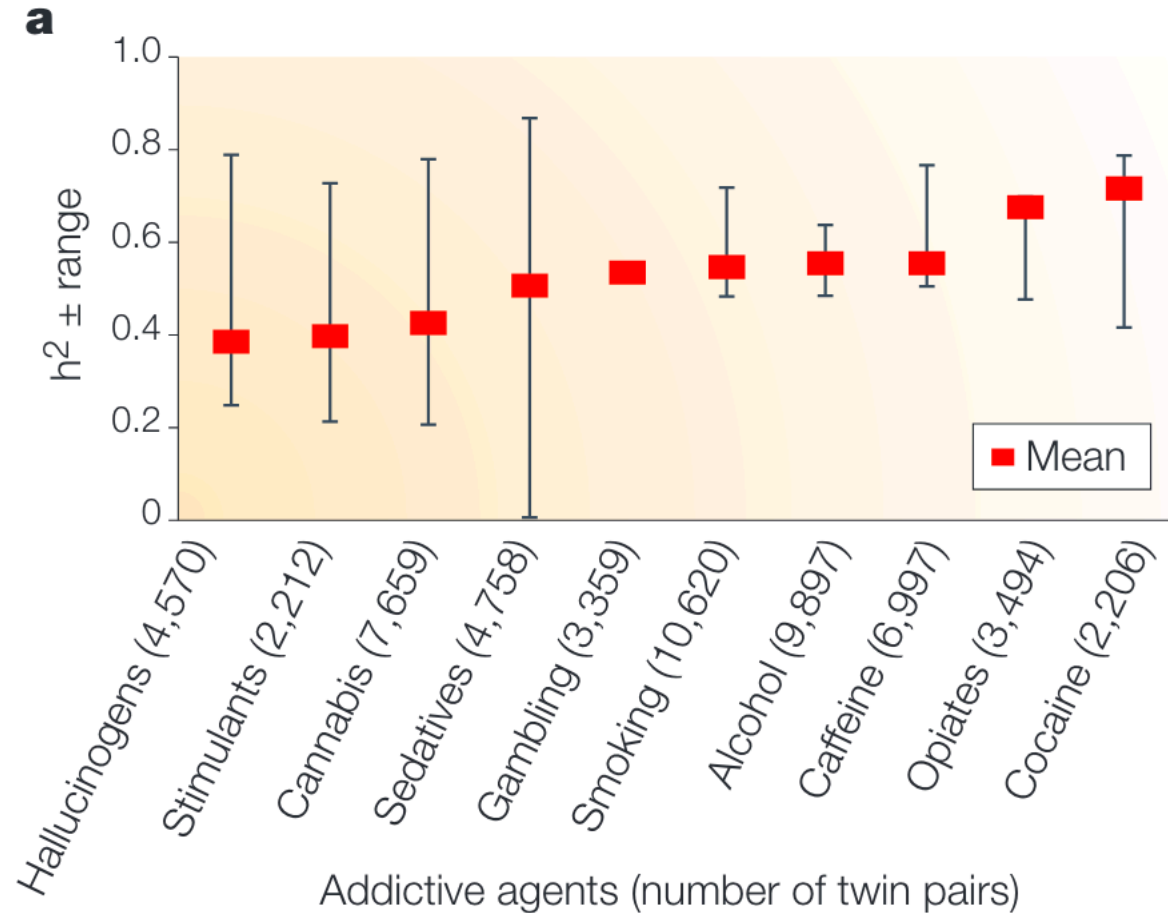 a
1.0
0.8
0.6
0.4
0.2
0
h² ± range
Mean
Hallucinogens (4,570)
Stimulants (2,212)
Cannabis (7,659)
Sedatives (4,758)
Gambling (3,359)
Smoking (10,620)
Alcohol (9,897)
Caffeine (6,997)
Opiates (3,494)
Cocaine (2,206)
Addictive agents (number of twin pairs)